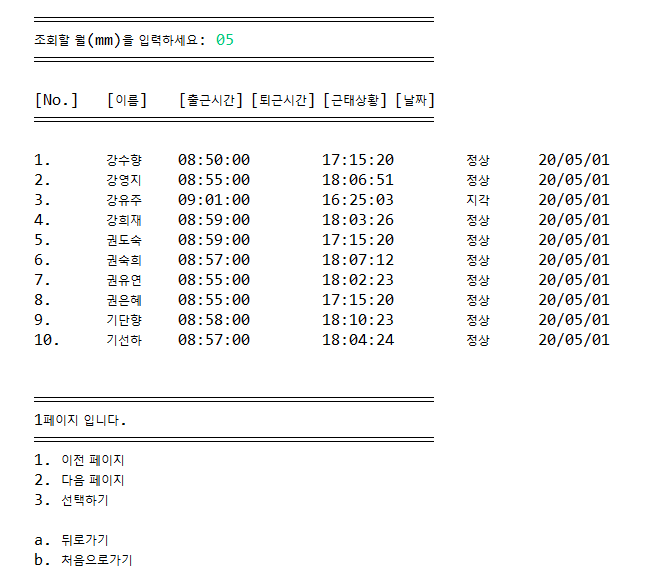 조회할 월(mm)을 입력하세요: 05
[No.] [이름] [출근시간] [퇴근시간] [근태상황] [날짜]
1. 강수향 08:50:00 17:15:20 정상 20/05/01
2. 강영지 08:55:00 18:06:51 정상 20/05/01
3. 강유주 09:01:00 16:25:03 지각 20/05/01
4. 강희재 08:59:00 18:03:26 정상 20/05/01
5. 권도숙 08:59:00 17:15:20 정상 20/05/01
6. 권숙희 08:57:00 18:07:12 정상 20/05/01
7. 권유연 08:55:00 18:02:23 정상 20/05/01
8. 권은혜 08:55:00 17:15:20 정상 20/05/01
9. 기단향 08:58:00 18:10:23 정상 20/05/01
10. 기선하 08:57:00 18:04:24 정상 20/05/01
1페이지 입니다.
1. 이전 페이지
2. 다음 페이지
3. 선택하기
a. 뒤로가기
b. 처음으로가기